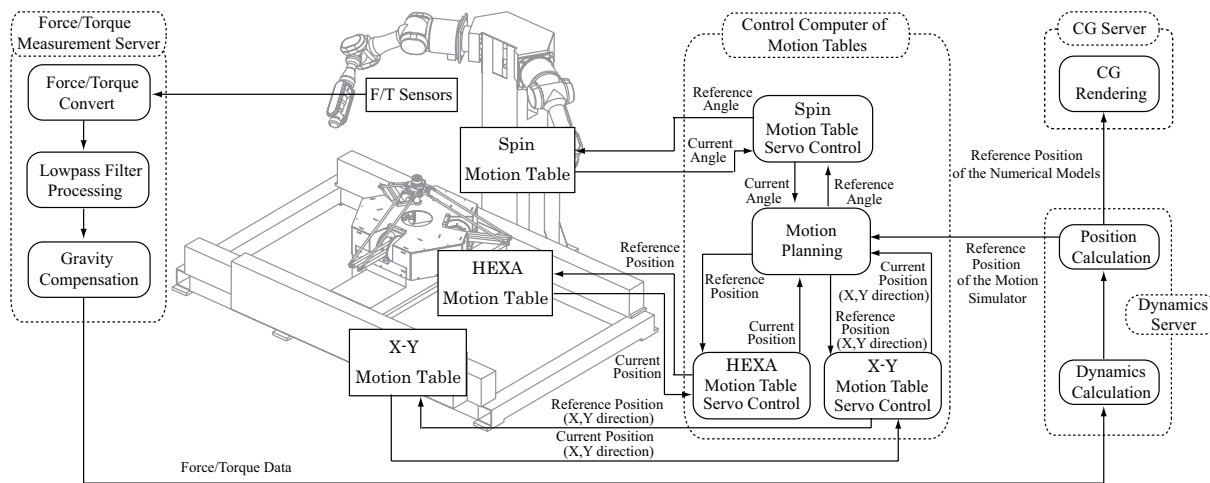 Force/Torque
Measurement Server
Force/Torque
Convert
Lowpass Filter
Processing
Gravity
Compensation
Force/Torque Data
F/T Sensors
Spin
Motion Table
HEXA
Motion Table
X-Y
Motion Table
Control Computer of
Motion Tables
Reference
Angle
Current
Angle
Spin
Motion Table
Servo Control
Current
Angle
Reference
Angle
Motion
Planning
Reference
Position
Reference
Position
Current
Position
(X,Y direction)
Current Position
Reference
Position
(X,Y direction)
Current
Position
HEXA
Motion Table
Servo Control
X-Y
Motion Table
Servo Control
Reference Position
(X,Y direction)
Current Position
(X,Y direction)
CG Server
CG
Rendering
Reference Position
of the Numerical Models
Reference
Position
of the Motion
Simulator
Position
Calculation
Dynamics
Server
Dynamics
Calculation